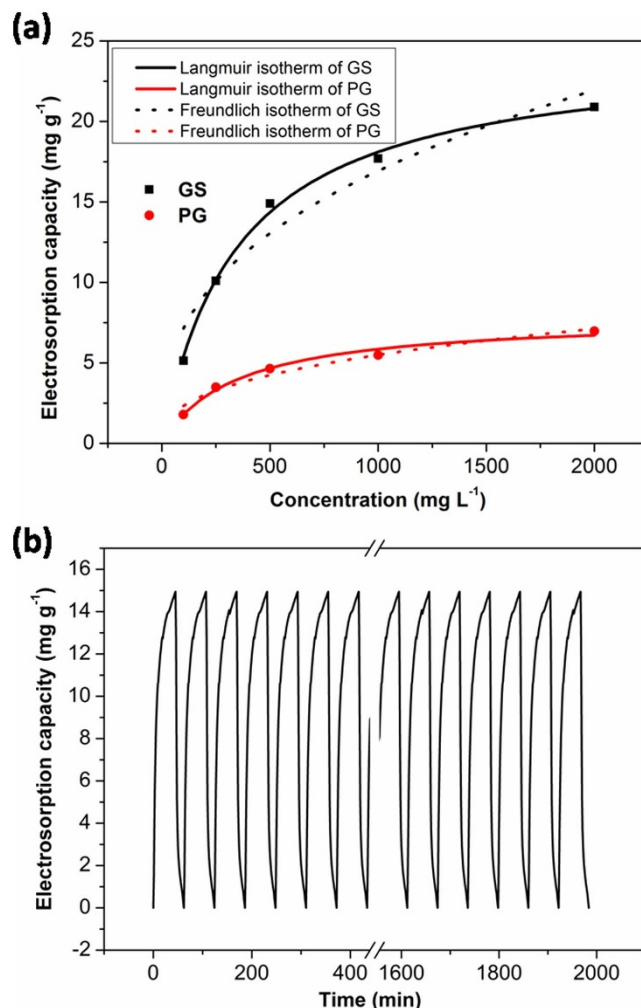 (a)
25
20
15
10
5
0
Electrosorption capacity (mg g⁻¹)
Langmuir isotherm of GS
Langmuir isotherm of PG
Freundlich isotherm of GS
Freundlich isotherm of PG
GS
PG
0 500 1000 1500 2000
Concentration (mg L⁻¹)
(b)
16
14
12
10
8
6
4
2
0
-2
Electrosorption capacity (mg g⁻¹)
0 200 400 1600 1800 2000
Time (min)